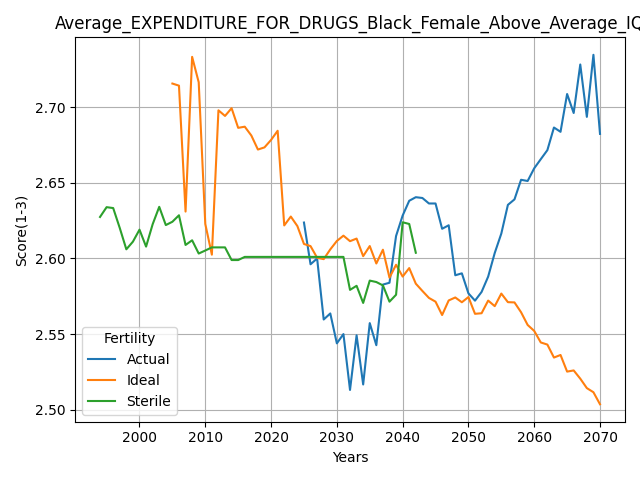 Average_EXPENDITURE_FOR_DRUGS_Black_Female_Above_Average_IQ
Score(1-3)
2.70
2.65
2.60
2.55
2.50
Fertility
Actual
Ideal
Sterile
2000 2010 2020 2030 2040 2050 2060 2070
Years